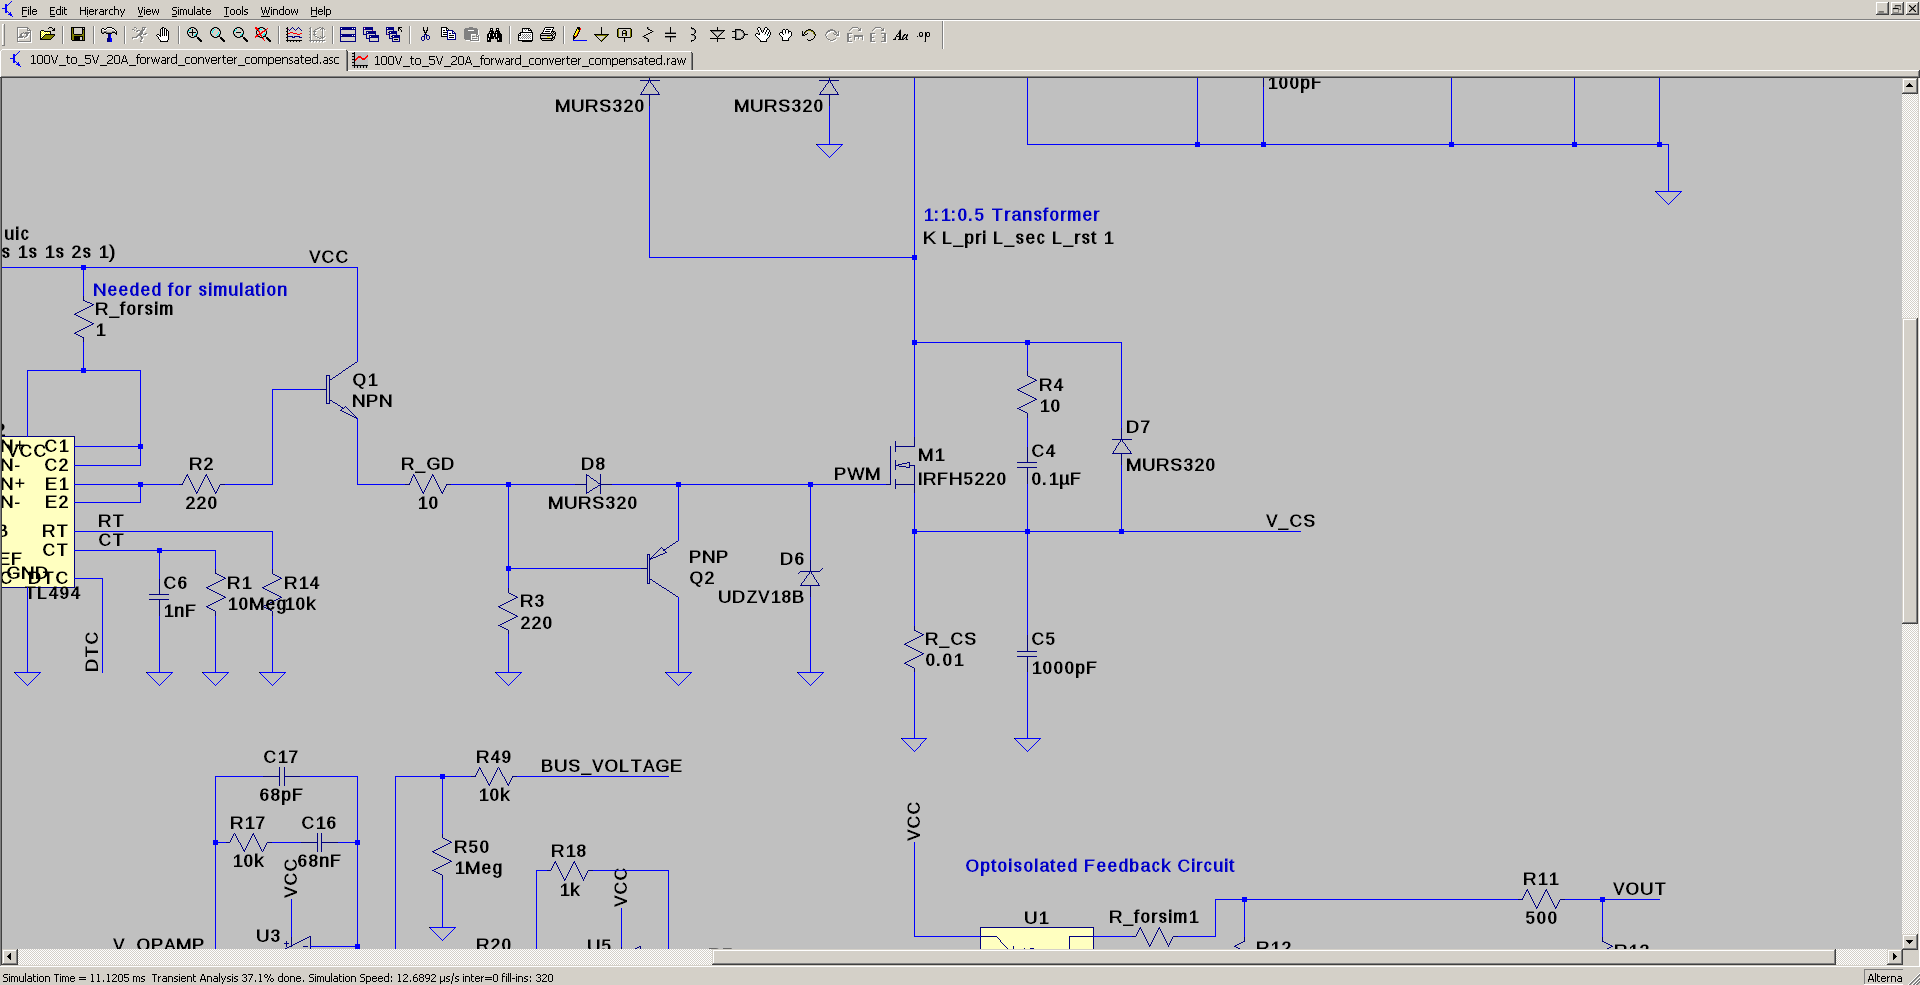 File Edit Hierarchy View Simulate Tools Window Help
100V_to_5V_20A_forward_converter_compensated.asc
100V_to_5V_20A_forward_converter_compensated.raw
100pF
MURS320
MURS320
1:1:0.5 Transformer
K L_pri L_sec L_rst 1
uic
s 1s 1s 2s 1)
VCC
Needed for simulation
R_forsim
1
Q1
NPN
R4
10
D7
MURS320
C4
0.1µF
M1
IRFH5220
PWM
N+ C1
VCC
N- C2
N+ E1
N- E2
RT
CT
EF
GND
DTC
TL494
R2
220
R_GD
10
D8
MURS320
RT
CT
V_CS
PNP
Q2
D6
UDZV18B
C6
1nF
R1
10Meg
R14
10k
R3
220
DTC
R_CS
0.01
C5
1000pF
C17
68pF
R49
10k
BUS_VOLTAGE
R17
10k
C16
68nF
VCC
R50
1Meg
R18
1k
VCC
VCC
Optoisolated Feedback Circuit
R11
500
VOUT
U1
R_forsim1
U3
V_OPAMP
R20
U5
R12
R13
Simulation Time = 11.1205 ms Transient Analysis 37.1% done. Simulation Speed: 12.6892 µs/s inter=0 fill-ins: 320
Alterna